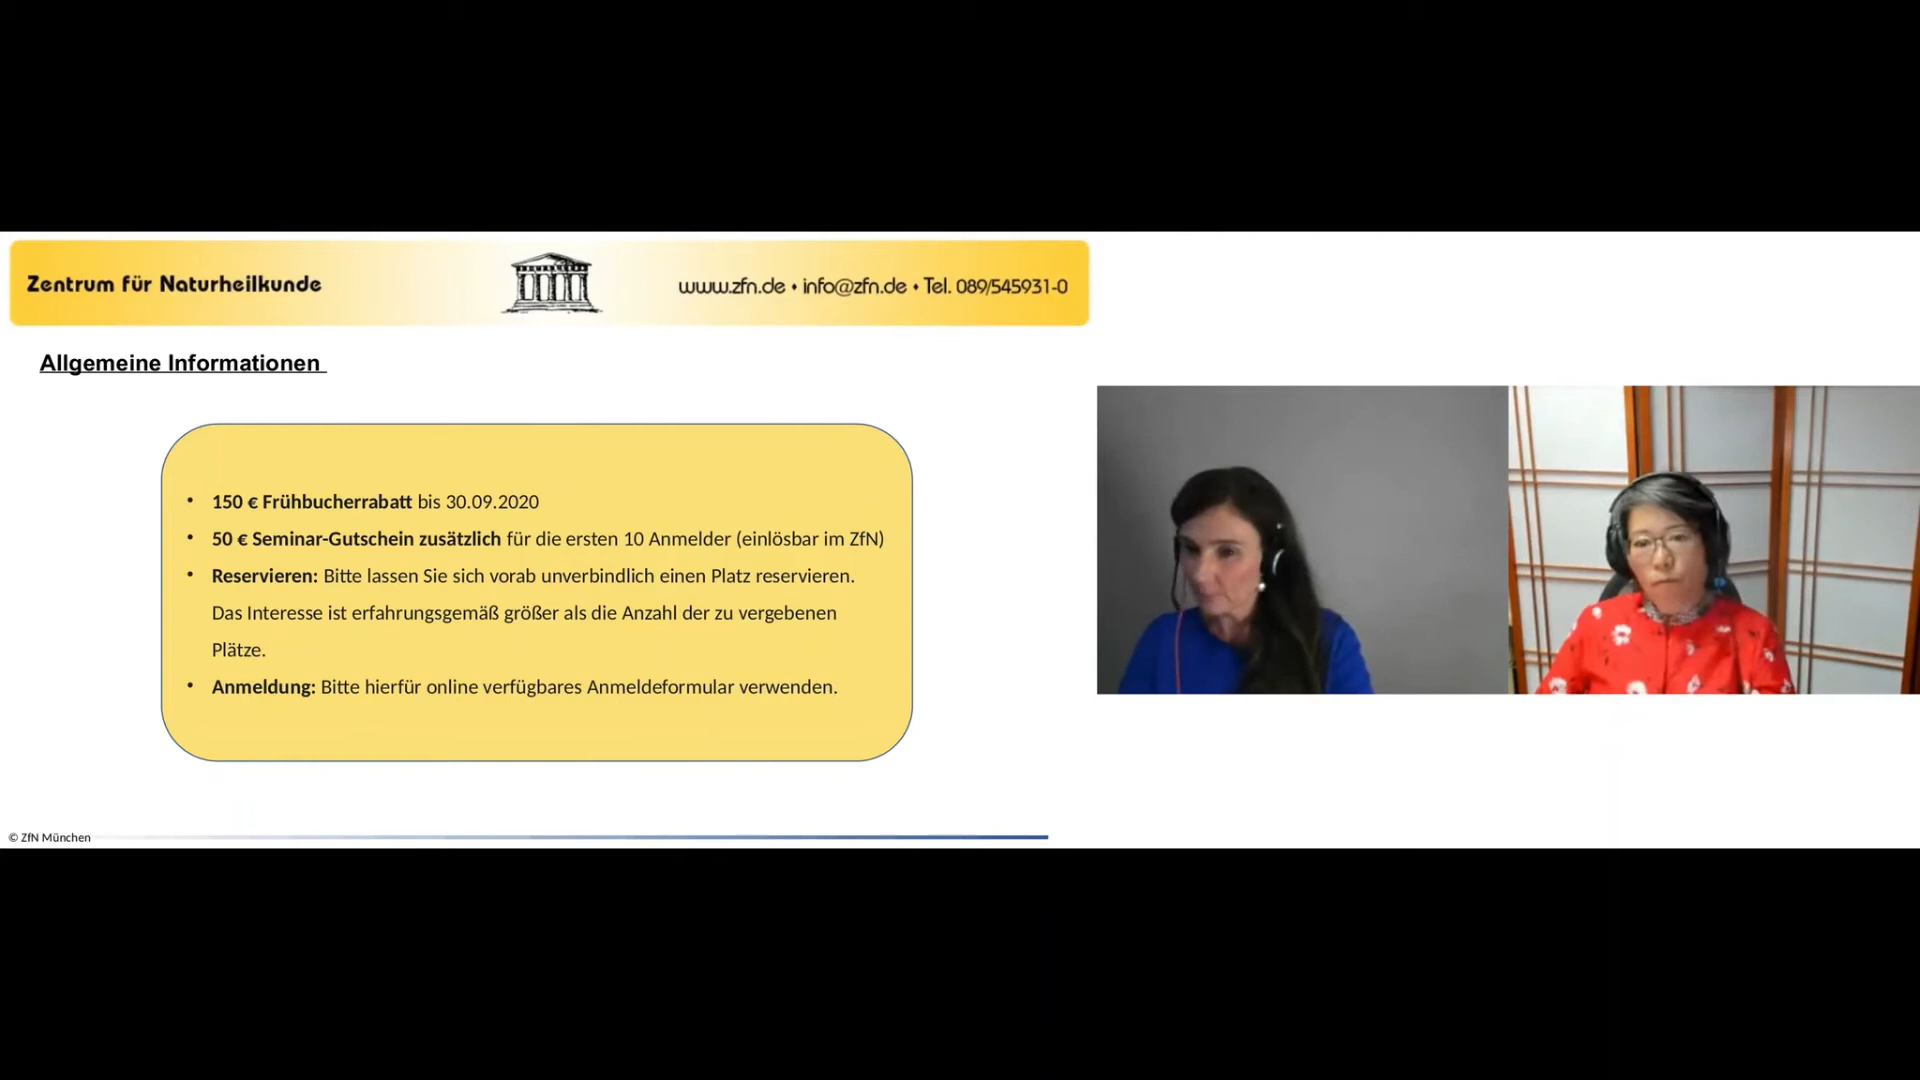 Zentrum für Naturheilkunde
www.zfn.de • info@zfn.de • Tel. 089/545931-0
Allgemeine Informationen
• 150 € Frühbucherrabatt bis 30.09.2020
• 50 € Seminar-Gutschein zusätzlich für die ersten 10 Anmelder (einlösbar im ZfN)
• Reservieren: Bitte lassen Sie sich vorab unverbindlich einen Platz reservieren.
Das Interesse ist erfahrungsgemäß größer als die Anzahl der zu vergebenen
Plätze.
• Anmeldung: Bitte hierfür online verfügbares Anmeldeformular verwenden.
© ZfN München